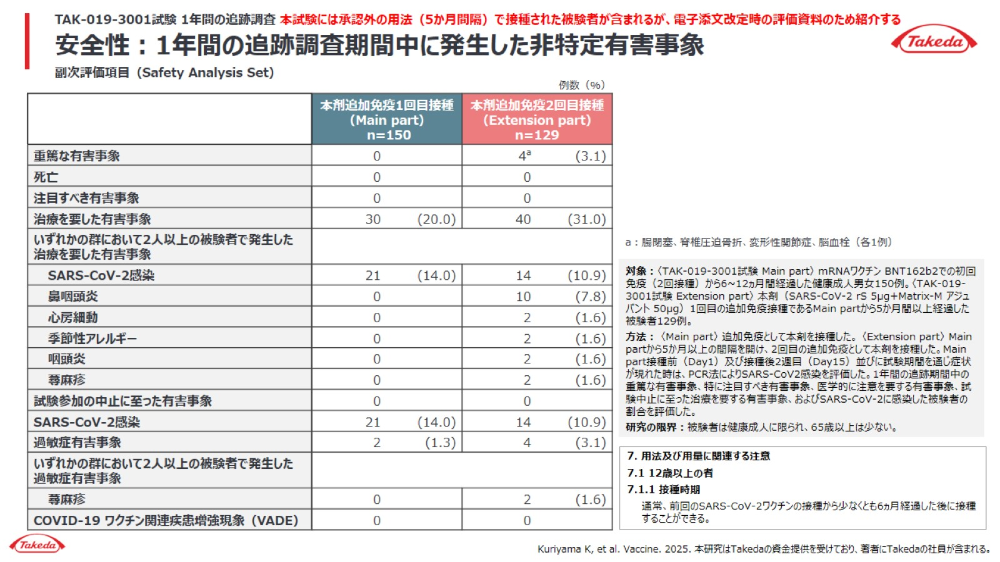 TAK-019-3001試験 1年間の追跡調査 本試験には承認外の用法（5か月間隔）で接種された被験者が含まれるが、電子添文改定時の評価資料のため紹介する
安全性：1年間の追跡調査期間中に発生した非特定有害事象
Takeda
副次評価項目（Safety Analysis Set）
例数（%）
本剤追加免疫1回目接種 本剤追加免疫2回目接種
（Main part） （Extension part）
n=150 n=129
重篤な有害事象 0 4a (3.1)
死亡 0 0
注目すべき有害事象 0 0
治療を要した有害事象 30 (20.0) 40 (31.0)
いずれかの群において2人以上の被験者で発生した
治療を要した有害事象
SARS-CoV-2感染 21 (14.0) 14 (10.9)
鼻咽頭炎 0 10 (7.8)
心房細動 0 2 (1.6)
季節性アレルギー 0 2 (1.6)
咽頭炎 0 2 (1.6)
蕁麻疹 0 2 (1.6)
試験参加の中止に至った有害事象 0 0
SARS-CoV-2感染 21 (14.0) 14 (10.9)
過敏症有害事象 2 (1.3) 4 (3.1)
いずれかの群において2人以上の被験者で発生した
過敏症有害事象
蕁麻疹 0 2 (1.6)
COVID-19 ワクチン関連疾患増強現象（VADE） 0 0
a：腸閉塞、脊椎圧迫骨折、変形性関節症、脳血栓（各1例）
対象：〈TAK-019-3001試験 Main part〉mRNAワクチン BNT162b2での初回
免疫（2回接種）から6~12ヵ月間経過した健康成人男女150例。〈TAK-019-
3001試験 Extension part〉本剤（SARS-CoV-2 rS 5μg+Matrix-M アジュ
バント 50μg）1回目の追加免疫接種であるMain partから5か月間以上経過した
被験者129例。
方法：〈Main part〉追加免疫として本剤を接種した。〈Extension part〉Main
partから5か月以上の間隔を開け、2回目の追加免疫として本剤を接種した。Main
part接種前（Day1）及び接種後2週目（Day15）並びに試験期間を通じ症状
が現れた時は、PCR法によりSARS-CoV2感染を評価した。1年間の追跡期間中の
重篤な有害事象、特に注目すべき有害事象、医学的に注意を要する有害事象、試
験中止に至った治療を要する有害事象、およびSARS-CoV-2に感染した被験者の
割合を評価した。
研究の限界：被験者は健康成人に限られ、65歳以上は少ない。
7. 用法及び用量に関連する注意
7.1 12歳以上の者
7.1.1 接種時期
通常、前回のSARS-CoV-2ワクチンの接種から少なくとも6ヵ月経過した後に接種
することができる。
Takeda
Kuriyama K, et al. Vaccine. 2025. 本研究はTakedaの資金提供を受けており、著者にTakedaの社員が含まれる。